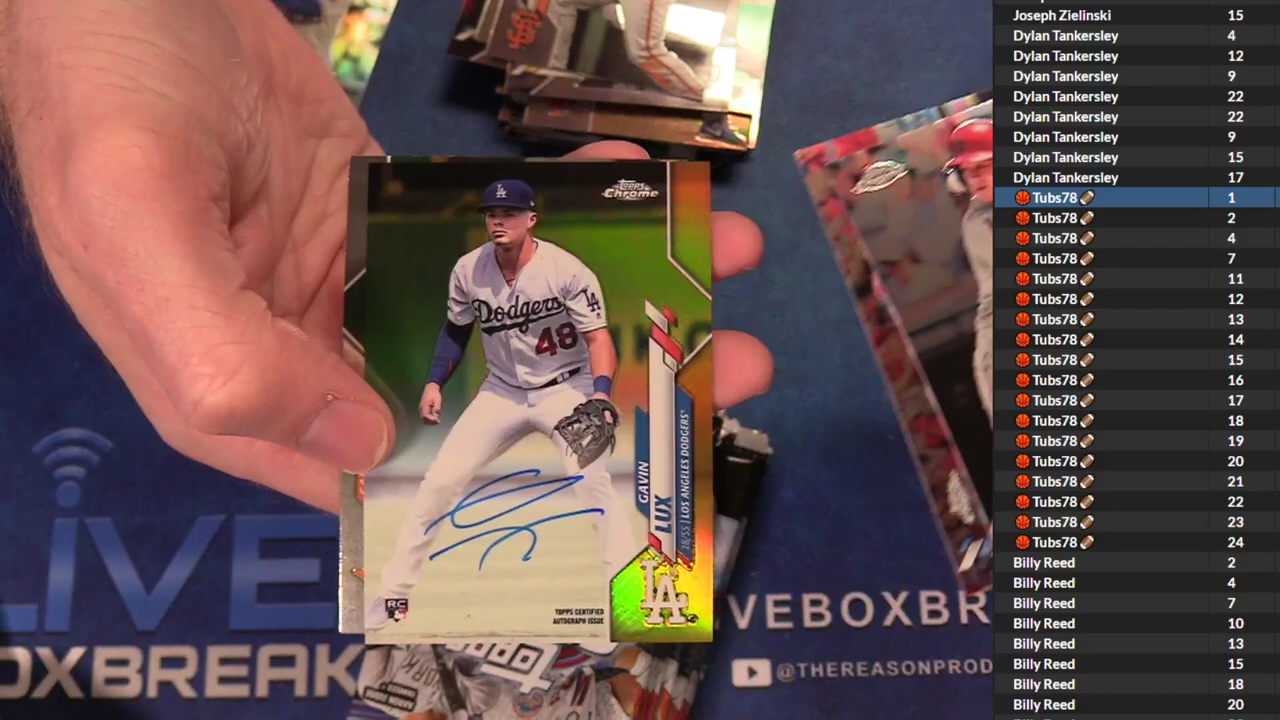 Topps
Chrome
LA
Dodgers
LA
48
GAVIN
LUX
28/55 | LOS ANGELES DODGERS
RC
TOPPS CERTIFIED
AUTOGRAPH ISSUE
LA
LIVE
OXBREAK
VEBOXBR
@THEREASONPROD
Joseph Zielinski 15
Dylan Tankersley 4
Dylan Tankersley 12
Dylan Tankersley 9
Dylan Tankersley 22
Dylan Tankersley 22
Dylan Tankersley 9
Dylan Tankersley 15
Dylan Tankersley 17
🏀 Tubs78 🏈 1
🏀 Tubs78 🏈 2
🏀 Tubs78 🏈 4
🏀 Tubs78 🏈 7
🏀 Tubs78 🏈 11
🏀 Tubs78 🏈 12
🏀 Tubs78 🏈 13
🏀 Tubs78 🏈 14
🏀 Tubs78 🏈 15
🏀 Tubs78 🏈 16
🏀 Tubs78 🏈 17
🏀 Tubs78 🏈 18
🏀 Tubs78 🏈 19
🏀 Tubs78 🏈 20
🏀 Tubs78 🏈 21
🏀 Tubs78 🏈 22
🏀 Tubs78 🏈 23
🏀 Tubs78 🏈 24
Billy Reed 2
Billy Reed 4
Billy Reed 7
Billy Reed 10
Billy Reed 13
Billy Reed 15
Billy Reed 18
Billy Reed 20